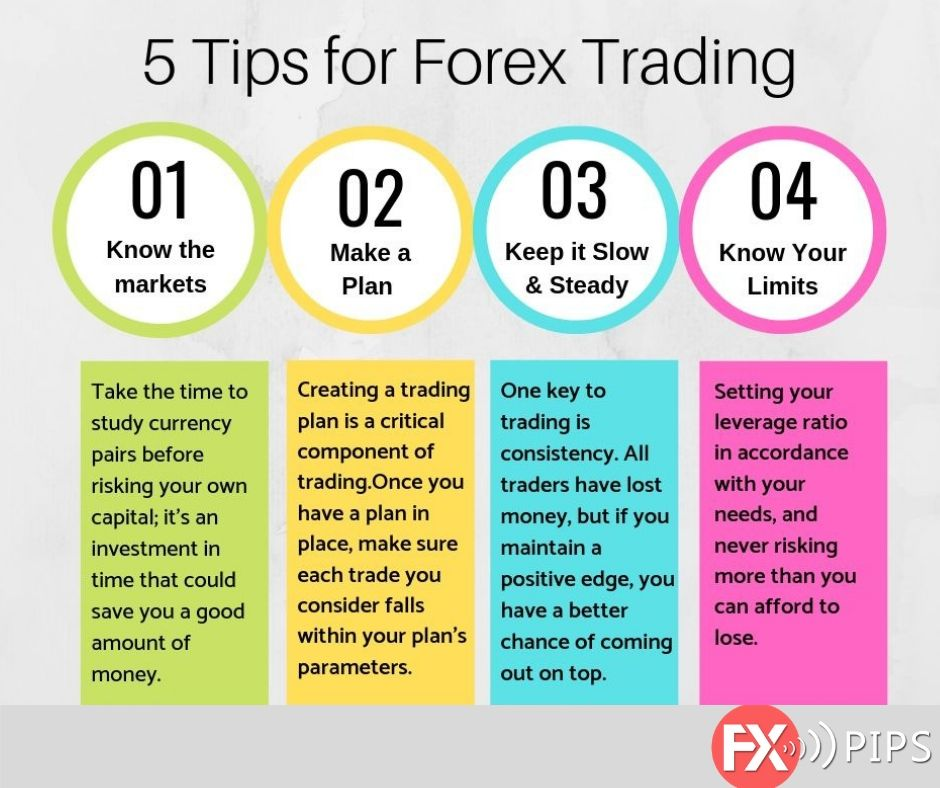 5 Tips for Forex Trading
01
Know the
markets
02
Make a
Plan
03
Keep it Slow
& Steady
04
Know Your
Limits
Take the time to
study currency
pairs before
risking your own
capital; it's an
investment in
time that could
save you a good
amount of
money.
Creating a trading
plan is a critical
component of
trading.Once you
have a plan in
place, make sure
each trade you
consider falls
within your plan's
parameters.
One key to
trading is
consistency. All
traders have lost
money, but if you
maintain a
positive edge, you
have a better
chance of coming
out on top.
Setting your
leverage ratio
in accordance
with your
needs, and
never risking
more than you
can afford to
lose.
FX PIPS